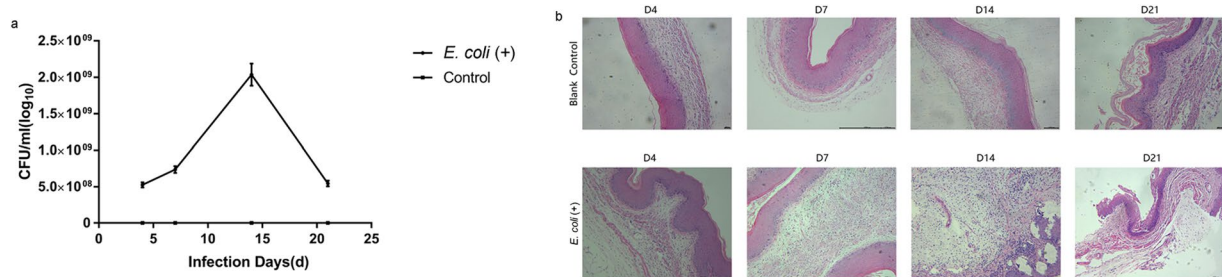 a
2.5×10⁰⁹
2.0×10⁰⁹
1.5×10⁰⁹
1.0×10⁰⁹
5.0×10⁰⁸
0
CFU/ml(log₁₀)
0 5 10 15 20 25
Infection Days(d)
E. coli (+)
Control
b
D4 D7 D14 D21
Blank Control
D4 D7 D14 D21
E. coli (+)